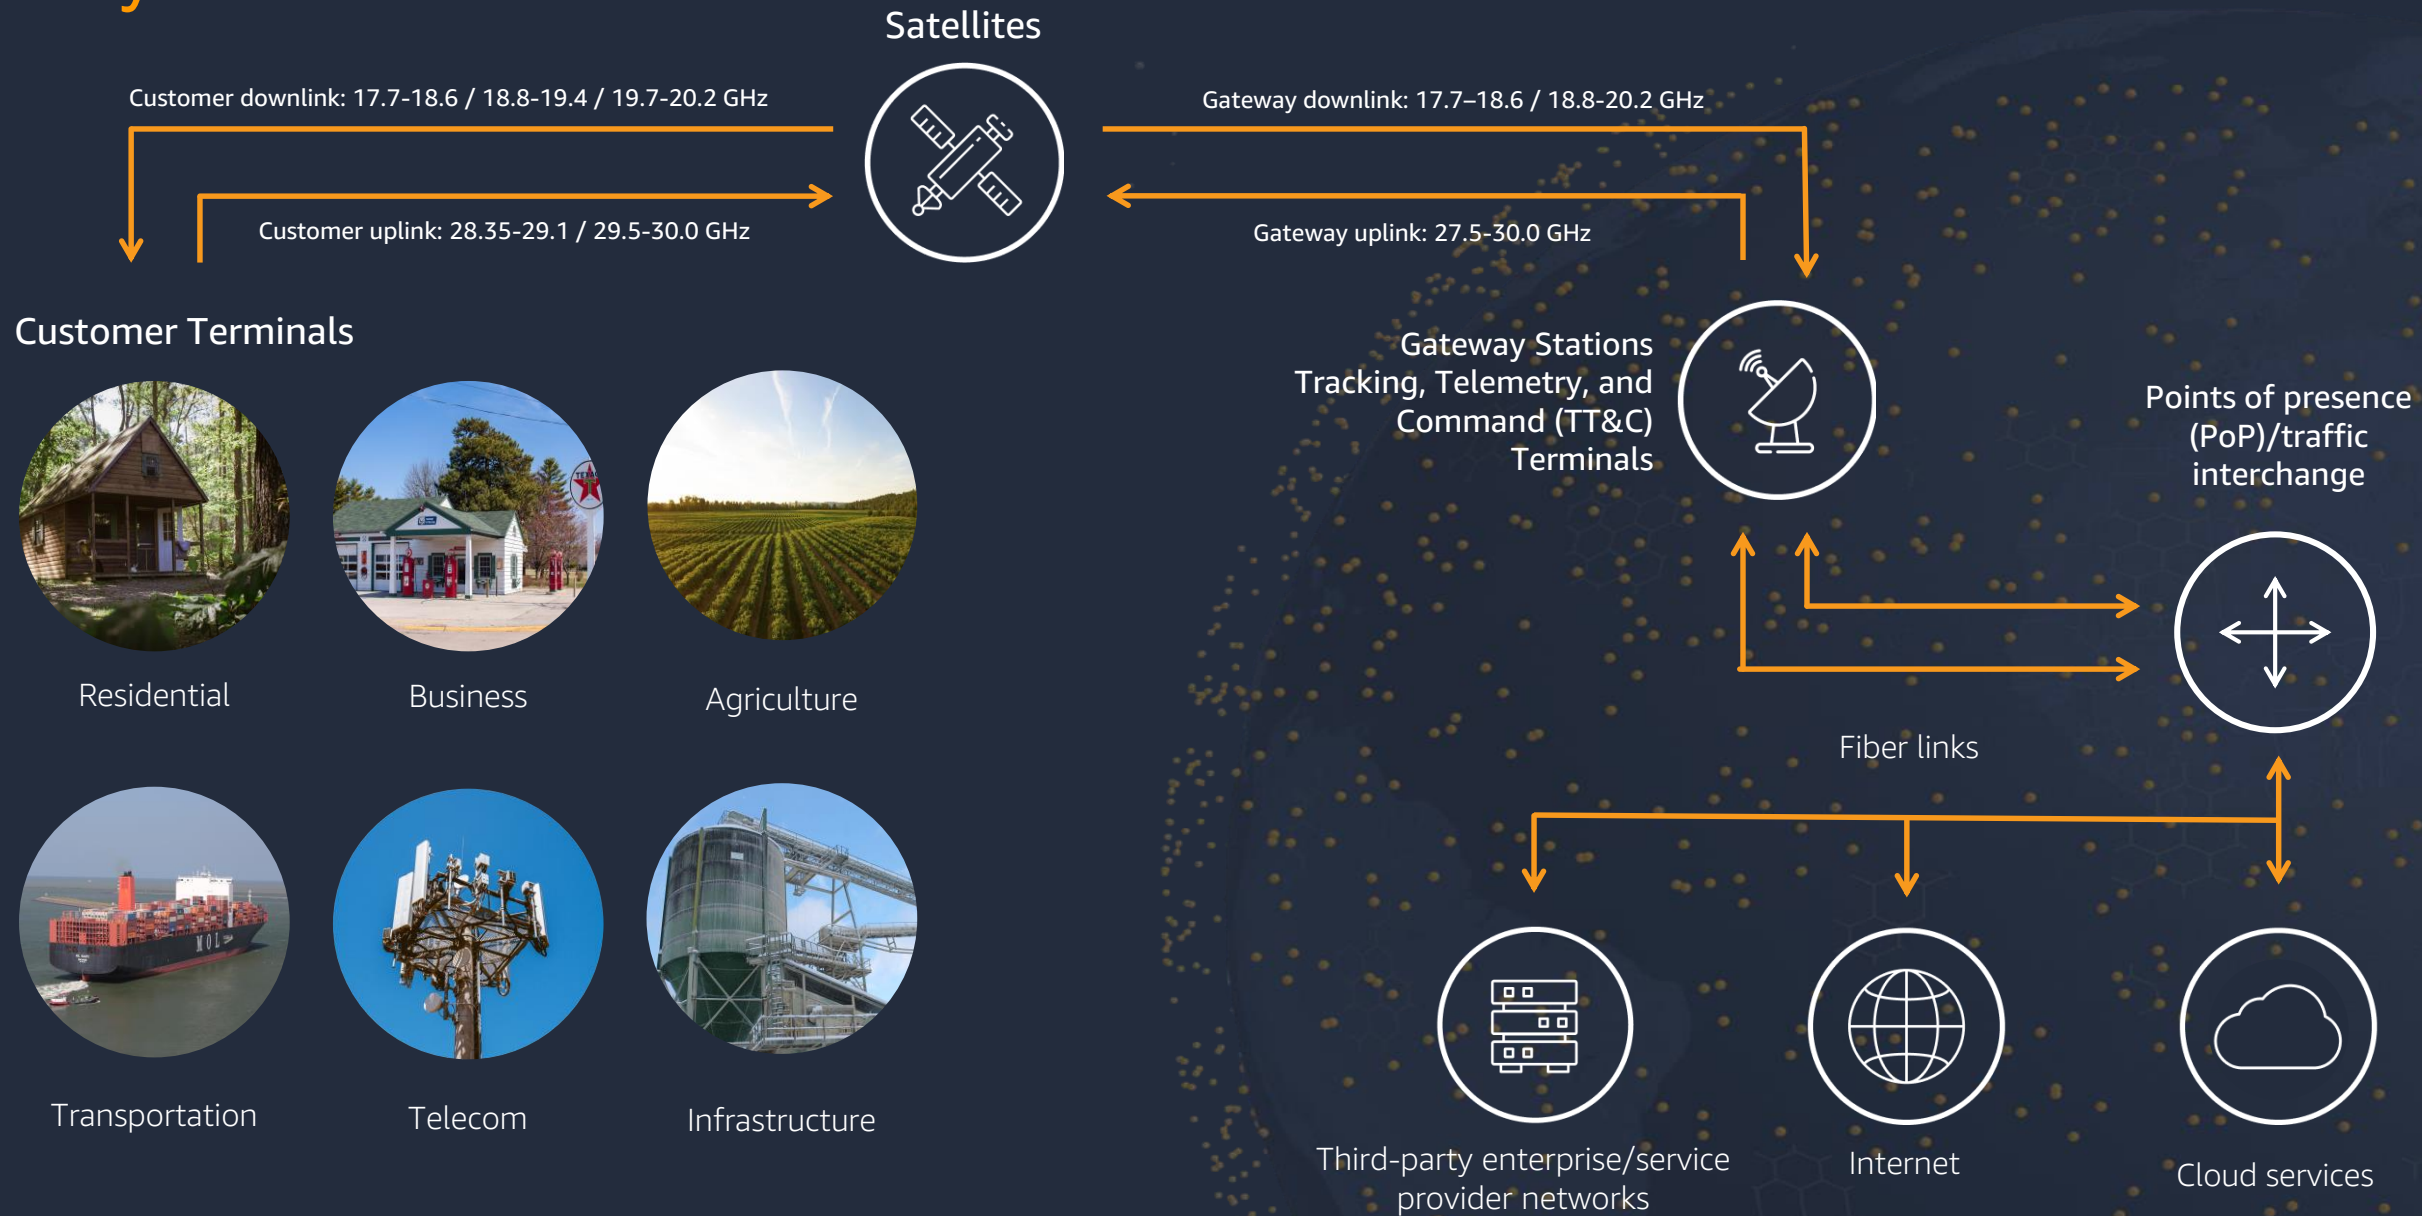 Satellites
Customer downlink: 17.7-18.6 / 18.8-19.4 / 19.7-20.2 GHz
Gateway downlink: 17.7–18.6 / 18.8-20.2 GHz
Customer uplink: 28.35-29.1 / 29.5-30.0 GHz
Gateway uplink: 27.5-30.0 GHz
Customer Terminals
Gateway Stations
Tracking, Telemetry, and
Command (TT&C)
Terminals
Points of presence
(PoP)/traffic
interchange
Residential
Business
Agriculture
Fiber links
MOL
Transportation
Telecom
Infrastructure
Third-party enterprise/service
provider networks
Internet
Cloud services